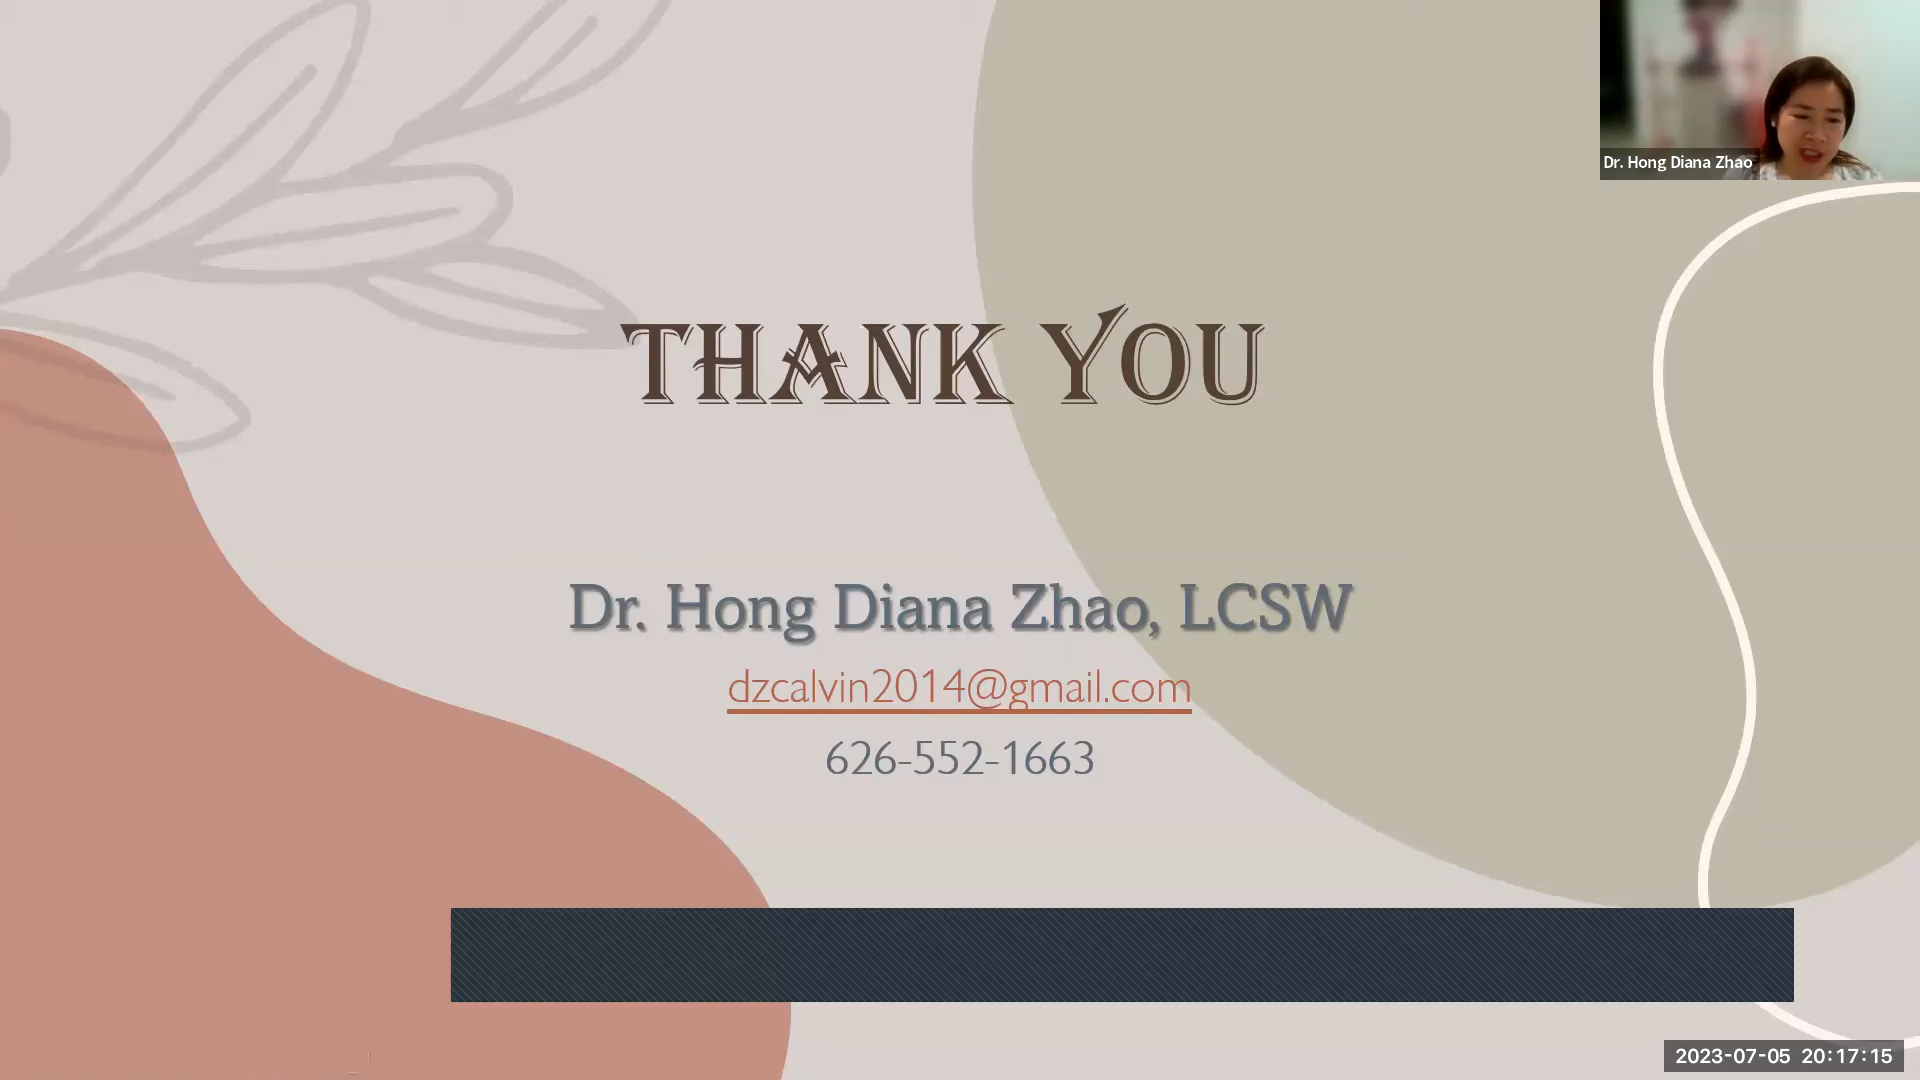 Dr. Hong Diana Zhao
THANK YOU
Dr. Hong Diana Zhao, LCSW
dzcalvin2014@gmail.com
626-552-1663
2023-07-05 20:17:15